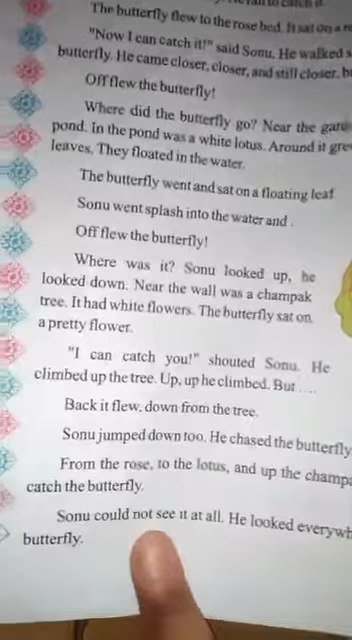 The butterfly flew to the rose bed. It sat on a
"Now I can catch it!" said Sonu. He walked
butterfly. He came closer, closer, and still closer,
Off flew the butterfly!
Where did the butterfly go? Near the
pond. In the pond was a white lotus. Around it
leaves. They floated in the water.
The butterfly went and sat on a floating leaf
Sonu went splash into the water and .
Off flew the butterfly!
Where was it? Sonu looked up, he
looked down. Near the wall was a champak
tree. It had white flowers. The butterfly sat on
a pretty flower.
"I can catch you!" shouted Sonu. He
climbed up the tree. Up, up he climbed. But ....
Back it flew, down from the tree.
Sonu jumped down too. He chased the butterfly
From the rose, to the lotus, and up the
catch the butterfly.
Sonu could not see it at all. He looked
butterfly.